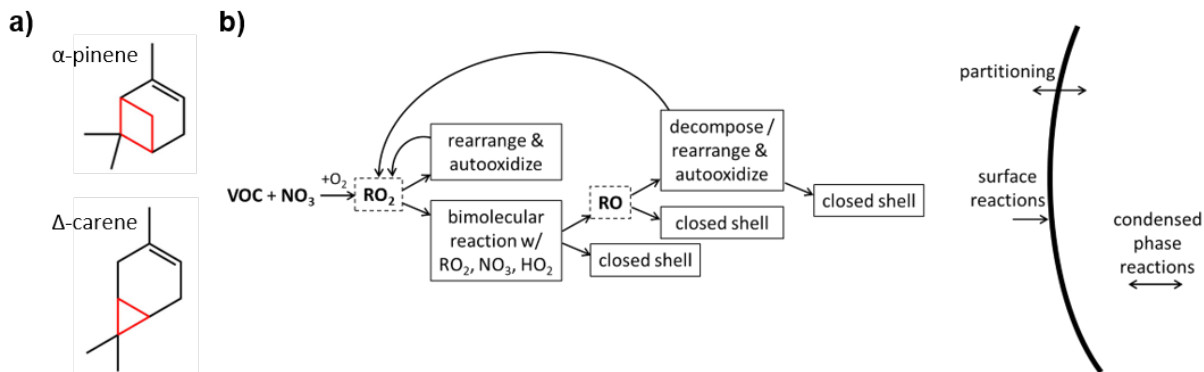 a)
α-pinene
Δ-carene
b)
VOC + NO₃
+O₂
RO₂
rearrange &
autooxidize
bimolecular
reaction w/
RO₂, NO₃, HO₂
RO
closed shell
closed shell
decompose /
rearrange &
autooxidize
closed shell
partitioning
surface
reactions
condensed
phase
reactions